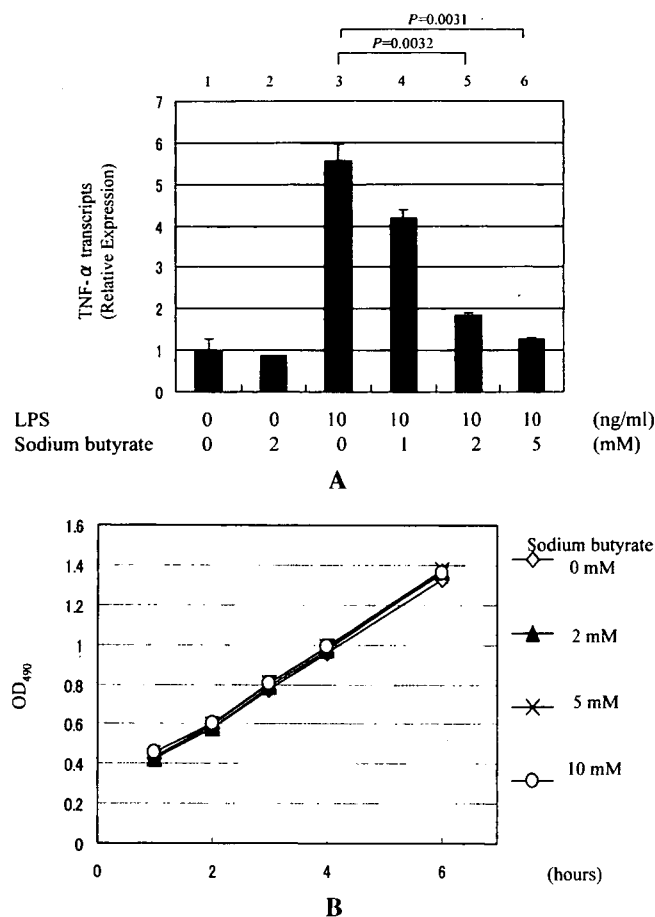 P=0.0031
P=0.0032
1 2 3 4 5 6
7
6
5
4
3
2
1
0
TNF-α transcripts
(Relative Expression)
LPS 0 0 10 10 10 10 (ng/ml)
Sodium butyrate 0 2 0 1 2 5 (mM)
A
1.6
1.4
1.2
1
0.8
0.6
0.4
0.2
0
OD490
0 2 4 6 (hours)
Sodium butyrate
0 mM
2 mM
5 mM
10 mM
B